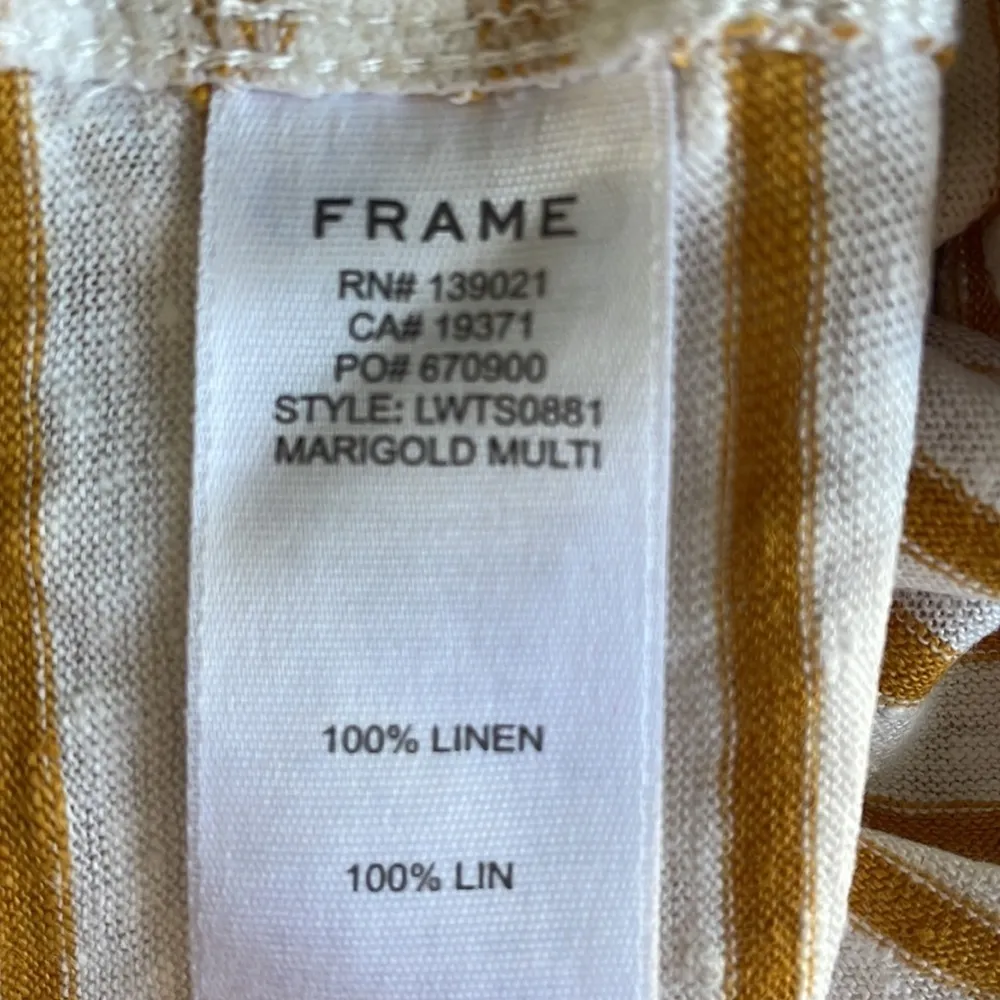 FRAME
RN# 139021
CA# 19371
PO# 670900
STYLE: LWTS0881
MARIGOLD MULTI
100% LINEN
100% LIN